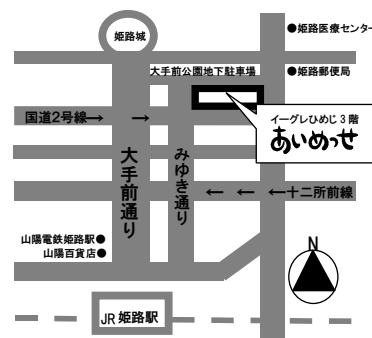 姫路城
●姫路医療センター
大手前公園地下駐車場
●姫路郵便局
国道2号線→ →
イーグレひめじ3階
あいめっせ
大手前通り
みゆき通り
← ← ←十二所前線
山陽電鉄姫路駅●
山陽百貨店●
N
JR 姫路駅